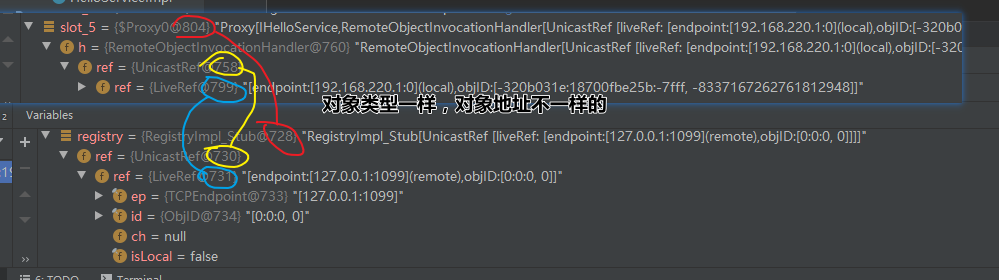 HelloServiceImpl
slot_5 = {$Proxy0@804} "Proxy[IHelloService,RemoteObjectInvocationHandler[UnicastRef [liveRef: [endpoint:[192.168.220.1:0](local),objID:[-320b0
h = {RemoteObjectInvocationHandler@760} "RemoteObjectInvocationHandler[UnicastRef [liveRef: [endpoint:[192.168.220.1:0](local),objID:[-320
ref = {UnicastRef@758}
ref = {LiveRef@799} "[endpoint:[192.168.220.1:0](local),objID:[-320b031e:18700fbe25b:-7fff, -8337167262761812948]]"
对象类型一样，对象地址不一样的
2
Variables
registry = {RegistryImpl_Stub@728} "RegistryImpl_Stub[UnicastRef [liveRef: [endpoint:[127.0.0.1:1099](remote),objID:[0:0:0, 0]]]]"
:19
ref = {UnicastRef@730}
ref = {LiveRef@731} "[endpoint:[127.0.0.1:1099](remote),objID:[0:0:0, 0]]"
ep = {TCPEndpoint@733} "[127.0.0.1:1099]"
id = {ObjID@734} "[0:0:0, 0]"
ch = null
isLocal = false
6: TODO Terminal